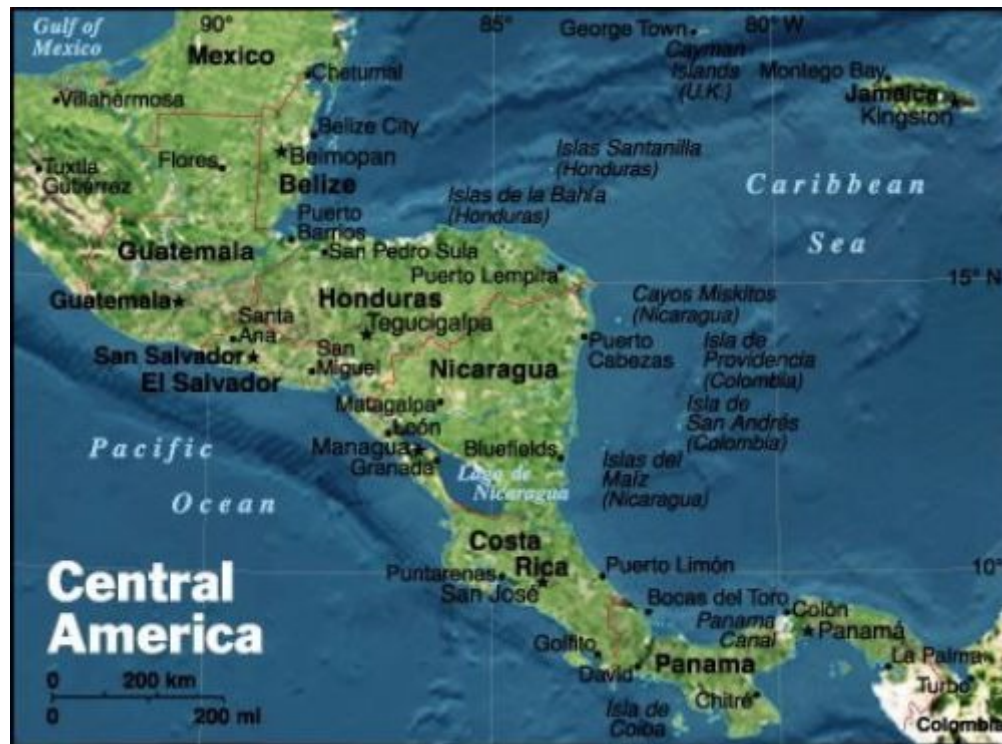 Gulf of
Mexico
90°
85°
80° W
Mexico
George Town
Cayman
Islands
(U.K.)
Montego Bay
Jamaica
Kingston
Chetumal
Villahermosa
Belize City
Belmopan
Flores
Tuxtla
Gutiérrez
Belize
Islas Santanilla
(Honduras)
Islas de la Bahía
(Honduras)
Caribbean
Sea
Puerto
Barrios
Guatemala
San Pedro Sula
Puerto Lempira
15° N
Guatemala
Honduras
Tegucigalpa
Cayos Miskitos
(Nicaragua)
Santa
Ana
San Salvador
San
Miguel
El Salvador
Nicaragua
Puerto
Cabezas
Isla de
Providencia
(Colombia)
Isla de
San Andrés
(Colombia)
Matagalpa
León
Managua
Granada
Bluefields
Lago de
Nicaragua
Islas del
Maíz
(Nicaragua)
Pacific
Ocean
Costa
Rica
Puntarenas
San José
Puerto Limón
10°
Central
America
Bocas del Toro
Colón
Panama
Canal
Panamá
Golfito
David
Panama
La Palma
Chitré
Turbo
Isla de
Coiba
Colombia
0 200 km
0 200 mi